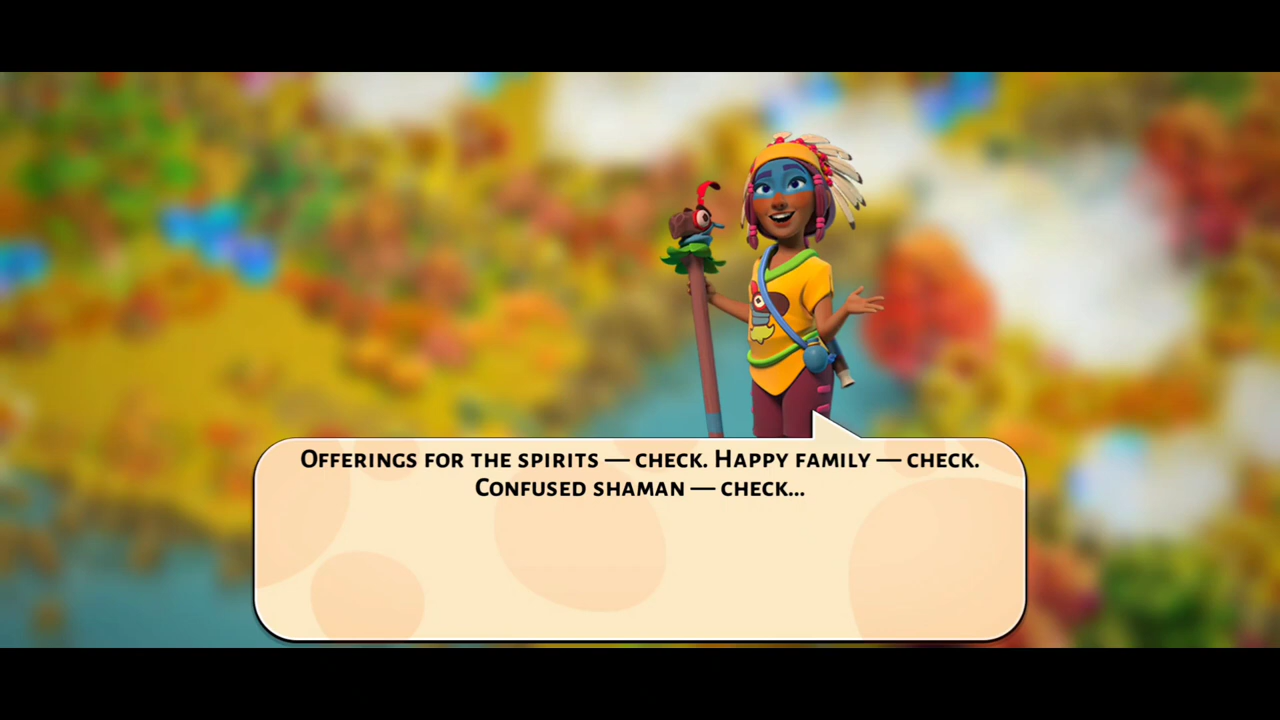 Offerings for the spirits — check. Happy family — check.
Confused shaman — check...